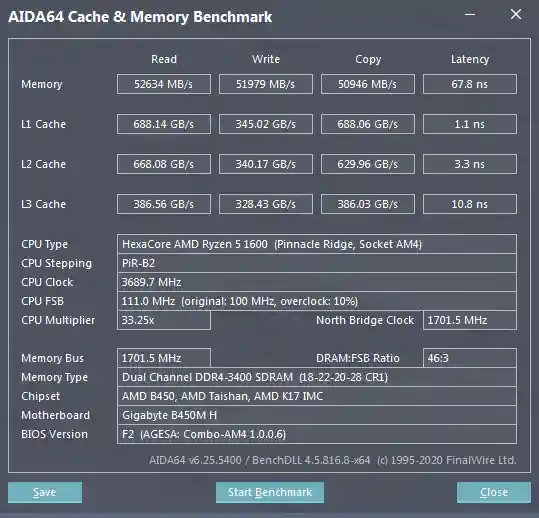 AIDA64 Cache & Memory Benchmark
Read Write Copy Latency
Memory 52634 MB/s 51979 MB/s 50946 MB/s 67.8 ns
L1 Cache 688.14 GB/s 345.02 GB/s 688.06 GB/s 1.1 ns
L2 Cache 668.08 GB/s 340.17 GB/s 629.96 GB/s 3.3 ns
L3 Cache 386.56 GB/s 328.43 GB/s 386.03 GB/s 10.8 ns
CPU Type HexaCore AMD Ryzen 5 1600 (Pinnacle Ridge, Socket AM4)
CPU Stepping PiR-B2
CPU Clock 3689.7 MHz
CPU FSB 111.0 MHz (original: 100 MHz, overclock: 10%)
CPU Multiplier 33.25x North Bridge Clock 1701.5 MHz
Memory Bus 1701.5 MHz DRAM:FSB Ratio 46:3
Memory Type Dual Channel DDR4-3400 SDRAM (18-22-20-28 CR1)
Chipset AMD B450, AMD Taishan, AMD K17 IMC
Motherboard Gigabyte B450M H
BIOS Version F2 (AGESA: Combo-AM4 1.0.0.6)
AIDA64 v6.25.5400 / BenchDLL 4.5.816.8-x64 (c) 1995-2020 FinalWire Ltd.
Save Start Benchmark Close